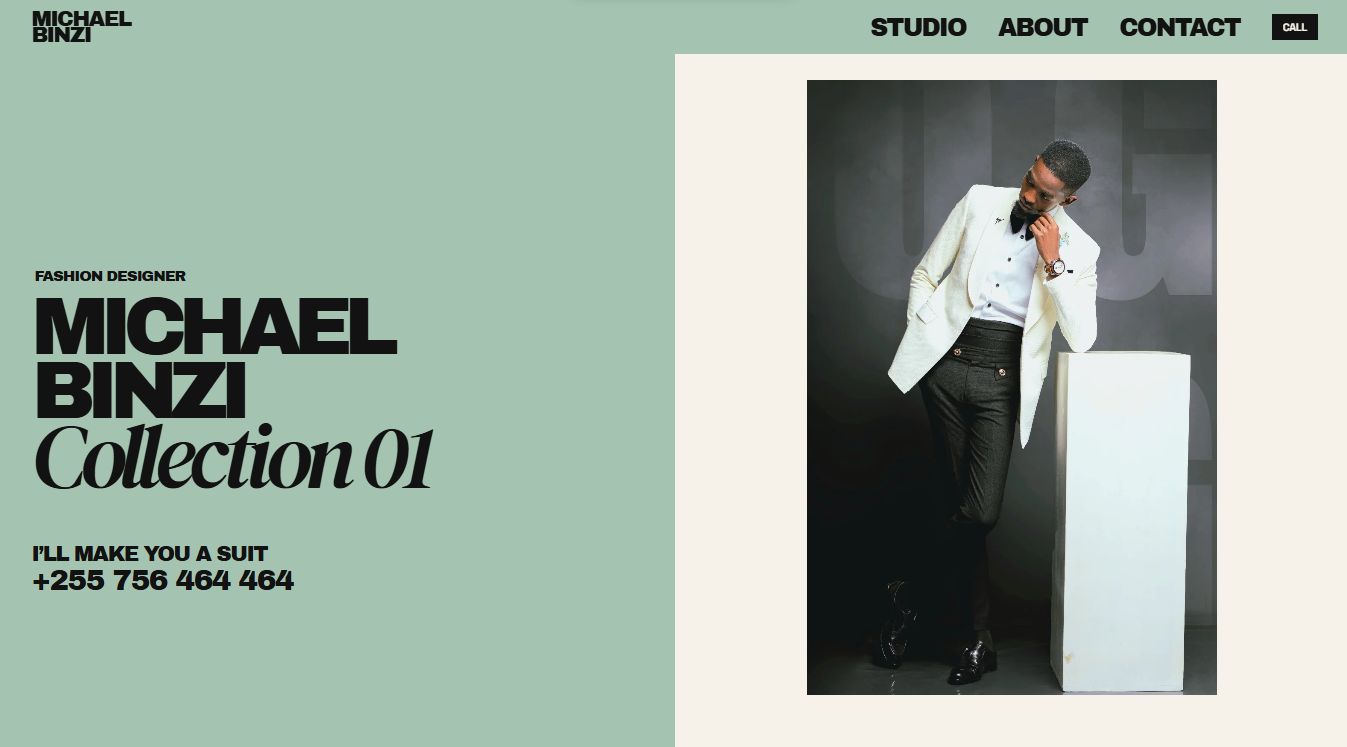 MICHAEL
BINZI
STUDIO ABOUT CONTACT CALL
FASHION DESIGNER
MICHAEL
BINZI
Collection 01
I'LL MAKE YOU A SUIT
+255 756 464 464